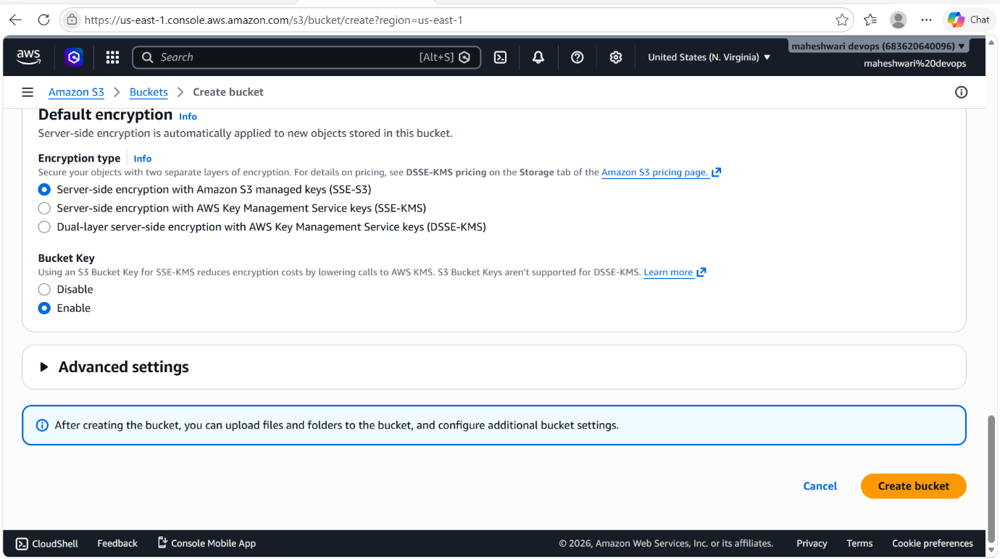 https://us-east-1.console.aws.amazon.com/s3/bucket/create?region=us-east-1
Chat
aws
Search [Alt+S]
United States (N. Virginia)
maheshwari devops (683620640096)
maheshwari%20devops
Amazon S3
Buckets
Create bucket
Default encryption Info
Server-side encryption is automatically applied to new objects stored in this bucket.
Encryption type Info
Secure your objects with two separate layers of encryption. For details on pricing, see DSSE-KMS pricing on the Storage tab of the Amazon S3 pricing page.
Server-side encryption with Amazon S3 managed keys (SSE-S3)
Server-side encryption with AWS Key Management Service keys (SSE-KMS)
Dual-layer server-side encryption with AWS Key Management Service keys (DSSE-KMS)
Bucket Key
Using an S3 Bucket Key for SSE-KMS reduces encryption costs by lowering calls to AWS KMS. S3 Bucket Keys aren't supported for DSSE-KMS. Learn more
Disable
Enable
Advanced settings
After creating the bucket, you can upload files and folders to the bucket, and configure additional bucket settings.
Cancel
Create bucket
CloudShell
Feedback
Console Mobile App
© 2026, Amazon Web Services, Inc. or its affiliates.
Privacy
Terms
Cookie preferences